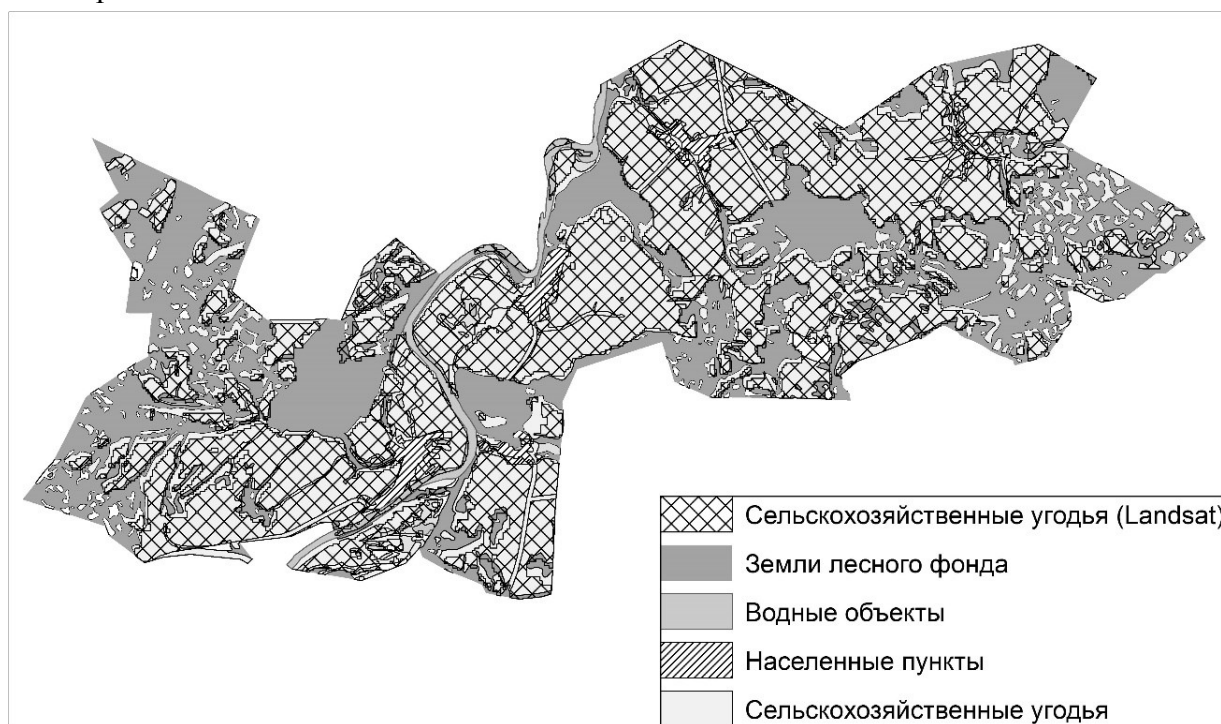 Сельскохозяйственные угодья (Landsat)
Земли лесного фонда
Водные объекты
Населенные пункты
Сельскохозяйственные угодья